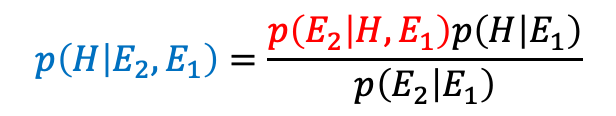 p(H|E₂, E₁) = p(E₂|H, E₁)p(H|E₁) / p(E₂|E₁)